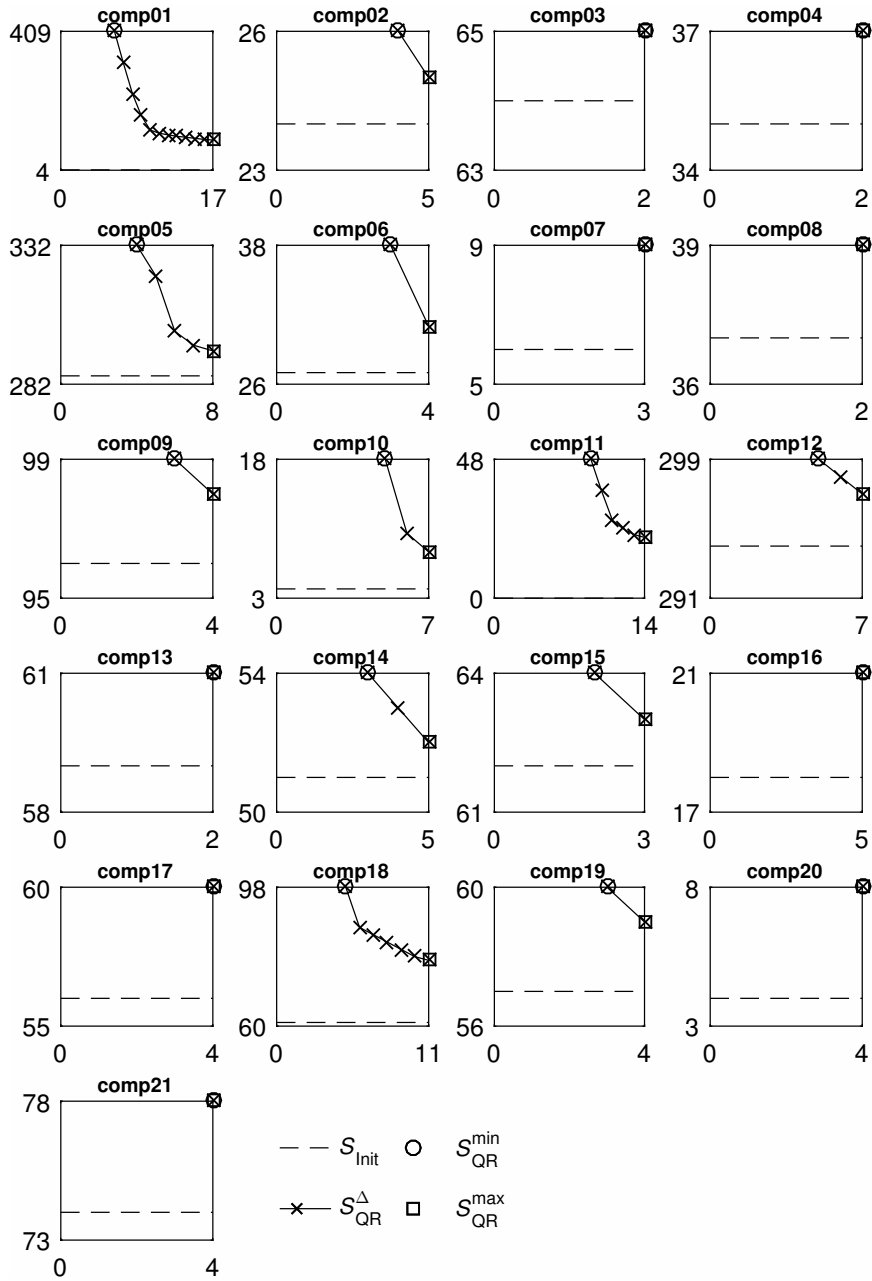 comp01 comp02 comp03 comp04
409 26 65 37
4 23 63 34
0 17 0 5 0 2 0 2
comp05 comp06 comp07 comp08
332 38 9 39
282 26 5 36
0 8 0 4 0 3 0 2
comp09 comp10 comp11 comp12
99 18 48 299
95 3 0 291
0 4 0 7 0 14 0 7
comp13 comp14 comp15 comp16
61 54 64 21
58 50 61 17
0 2 0 5 0 3 0 5
comp17 comp18 comp19 comp20
60 98 60 8
55 60 56 3
0 4 0 11 0 4 0 4
comp21
78
73
0 4
S Init S min QR
S Δ QR S max QR